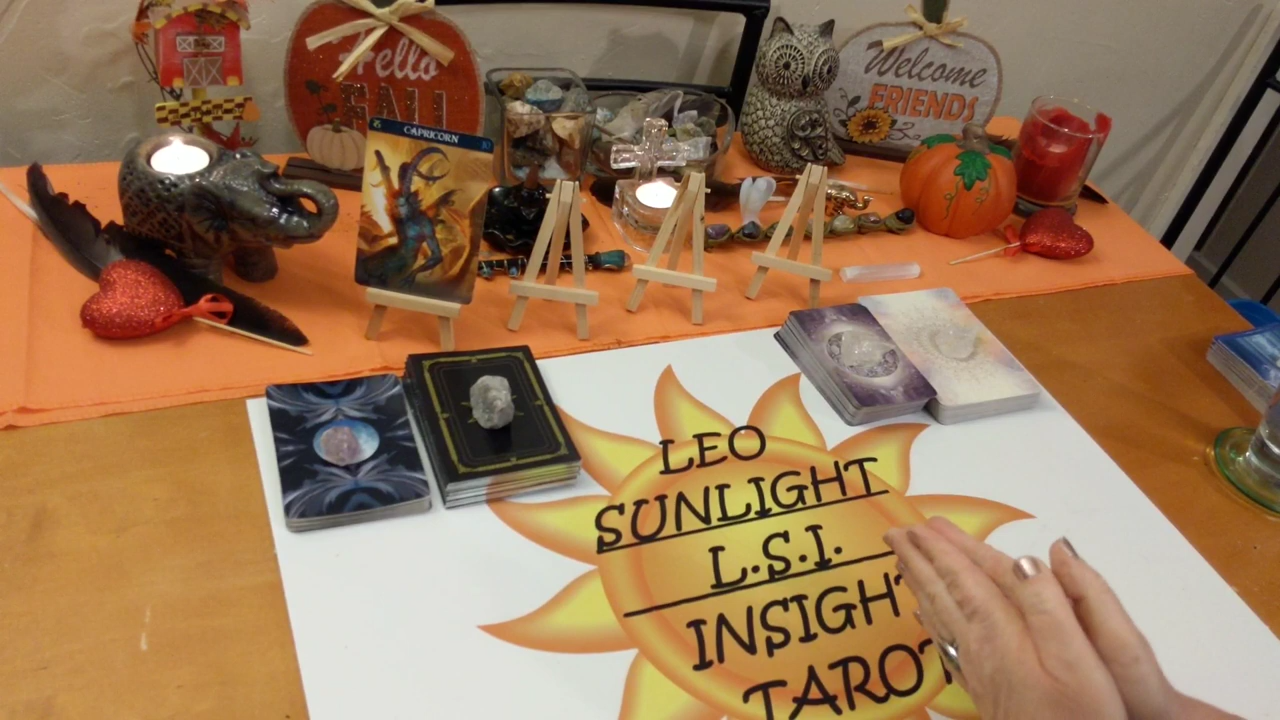 Hello
FALL
Welcome
FRIENDS
CAPRICORN
LEO
SUNLIGHT
L.S.I.
INSIGHT
TAROT